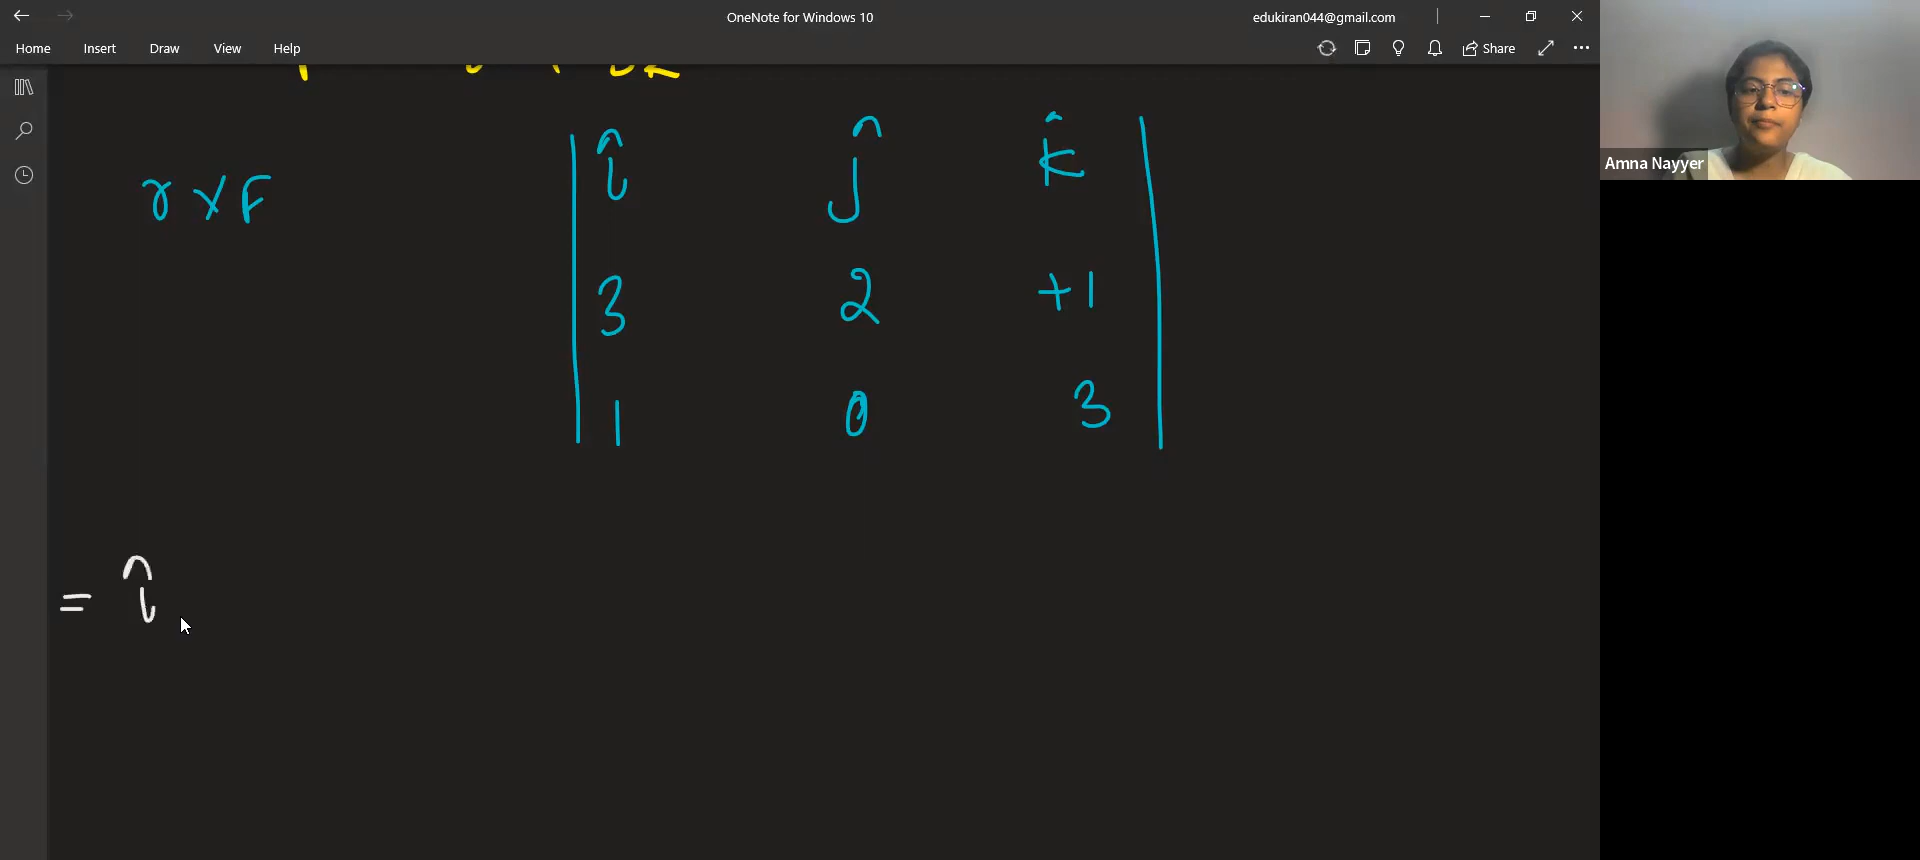 OneNote for Windows 10
edukiran044@gmail.com
Home Insert Draw View Help
Share
î ĵ k̂
r × F
3 2 +1
1 0 3
= î
Amna Nayyer